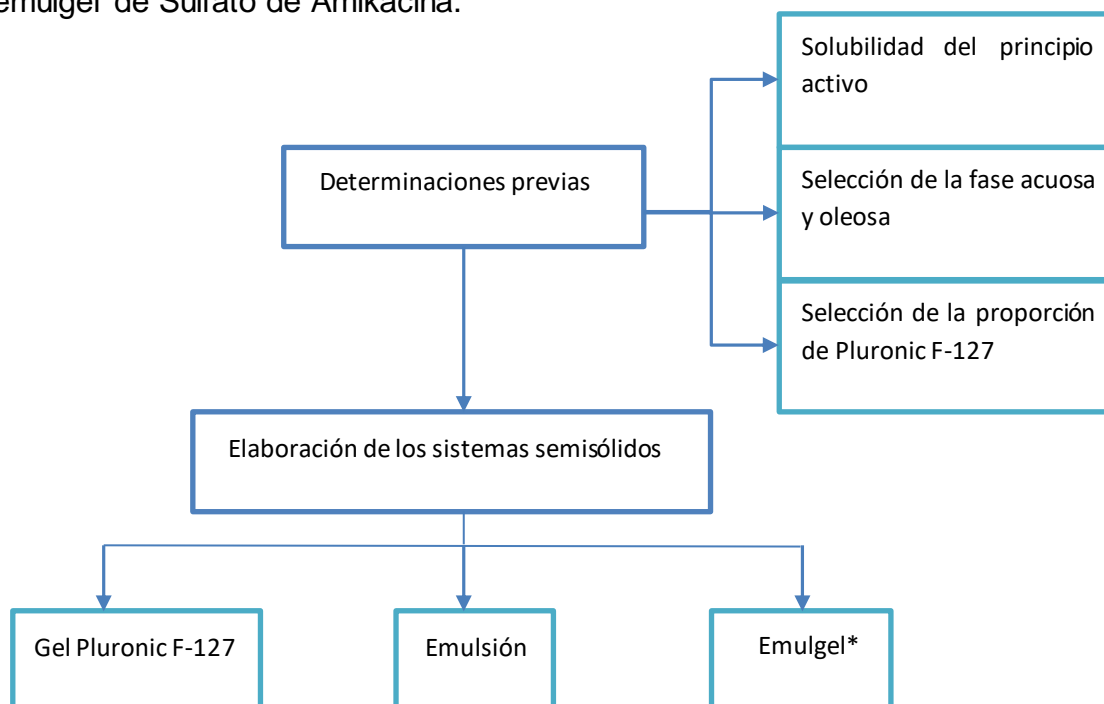 emulgel de Sulfato de Amikacina.
Solubilidad del principio
activo
Determinaciones previas
Selección de la fase acuosa
y oleosa
Selección de la proporción
de Pluronic F-127
Elaboración de los sistemas semisólidos
Gel Pluronic F-127
Emulsión
Emulgel*